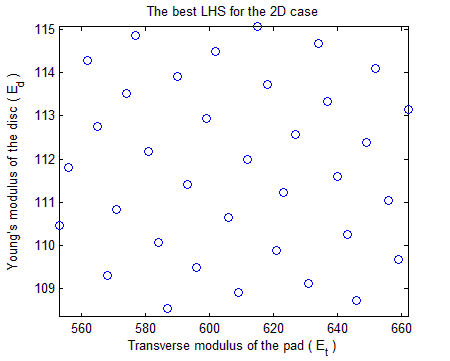 The best LHS for the 2D case
Young's modulus of the disc ( E_d )
115
114
113
112
111
110
109
560 580 600 620 640 660
Transverse modulus of the pad ( E_t )